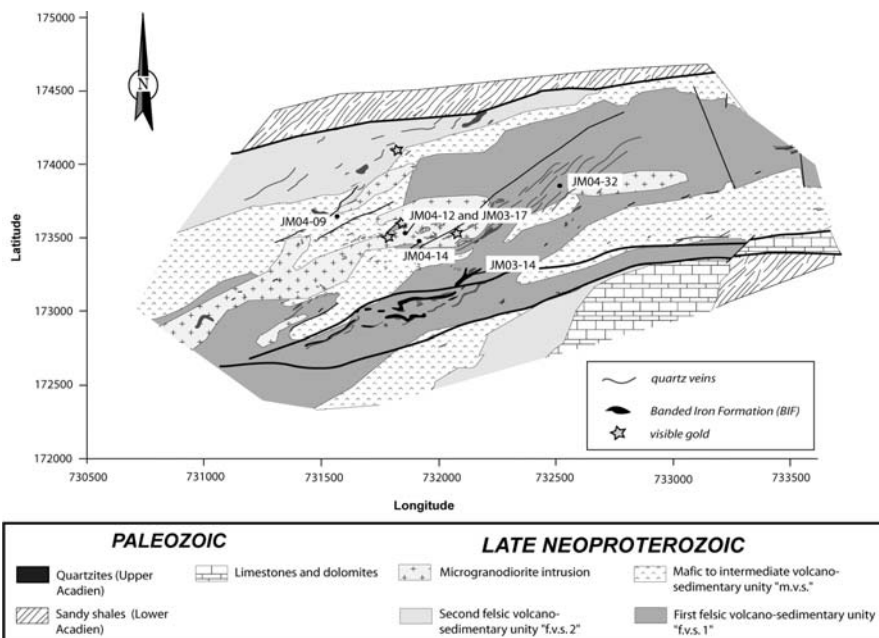 175000
174500
174000
173500
173000
172500
172000
Latitude
N
JM04-32
JM04-12 and JM03-17
JM04-09
JM04-14
JM03-14
quartz veins
Banded Iron Formation (BIF)
visible gold
730500
731000
731500
732000
732500
733000
733500
Longitude
PALEOZOIC
LATE NEOPROTEROZOIC
Quartzites (Upper
Acadien)
Limestones and dolomites
Microgranodiorite intrusion
Mafic to intermediate volcano-
sedimentary unity "m.v.s."
Sandy shales (Lower
Acadien)
Second felsic volcano-
sedimentary unity "f.v.s. 2"
First felsic volcano-sedimentary unity
"f.v.s. 1"